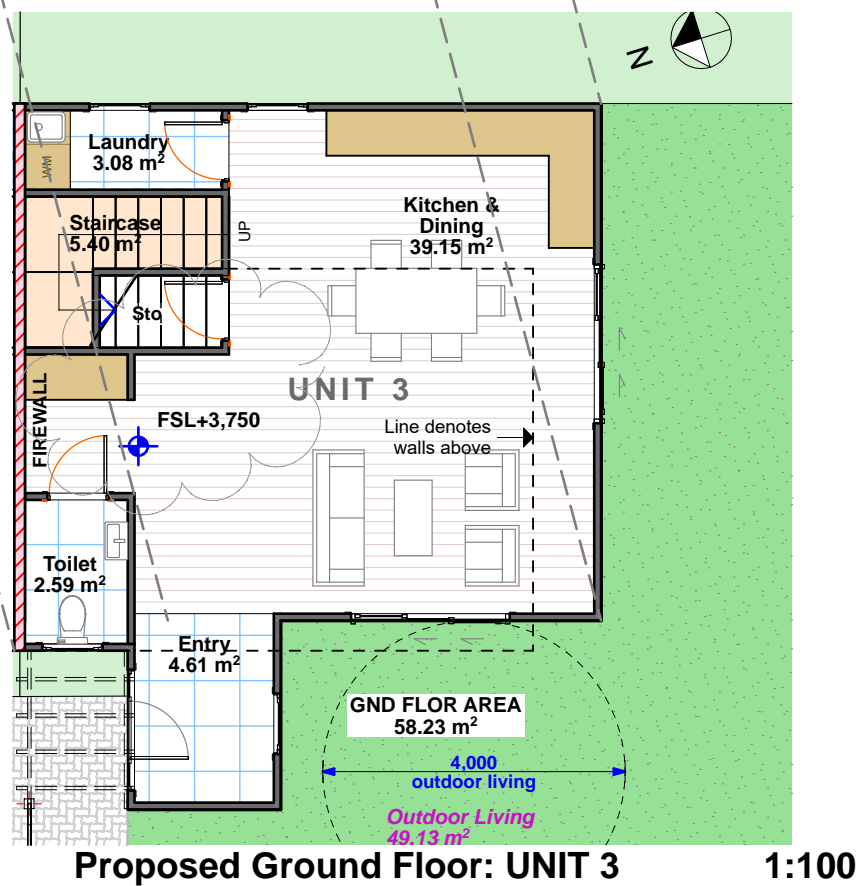 N
Laundry
3.08 m²
WM
Staircase
5.40 m²
UP
Kitchen &
Dining
39.15 m²
Sto
UNIT 3
FIREWALL
FSL+3,750
Line denotes
walls above
Toilet
2.59 m²
Entry
4.61 m²
GND FLOR AREA
58.23 m²
4,000
outdoor living
Outdoor Living
49.13 m²
Proposed Ground Floor: UNIT 3 1:100